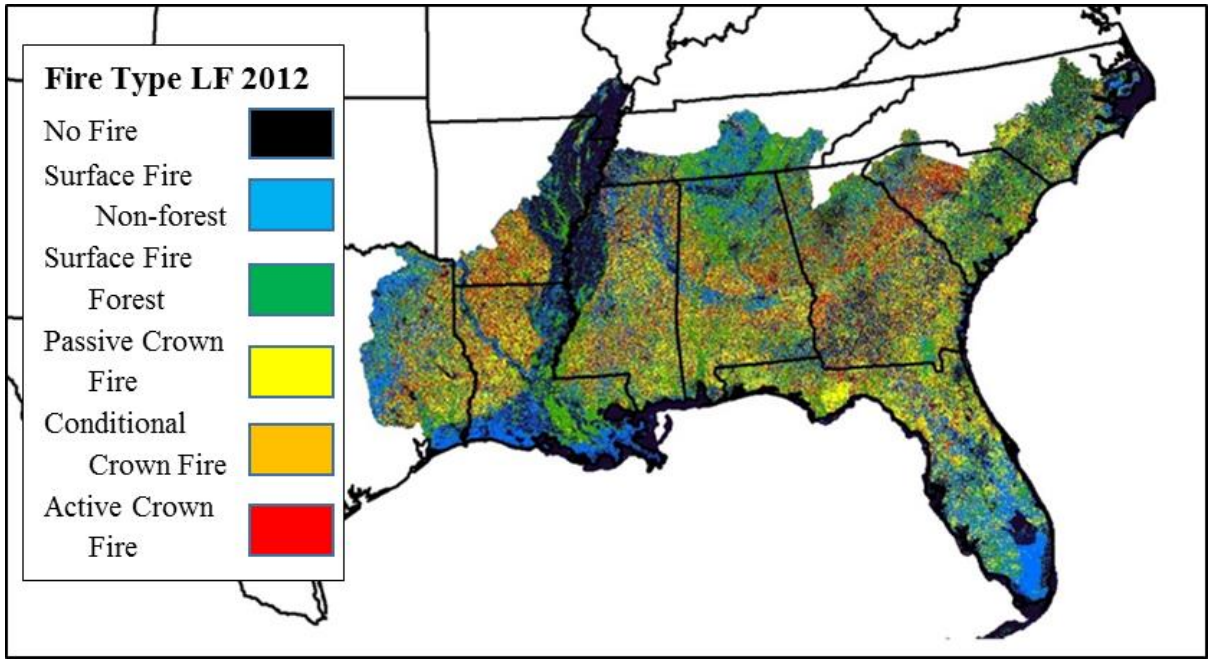 Fire Type LF 2012
No Fire
Surface Fire
Non-forest
Surface Fire
Forest
Passive Crown
Fire
Conditional
Crown Fire
Active Crown
Fire